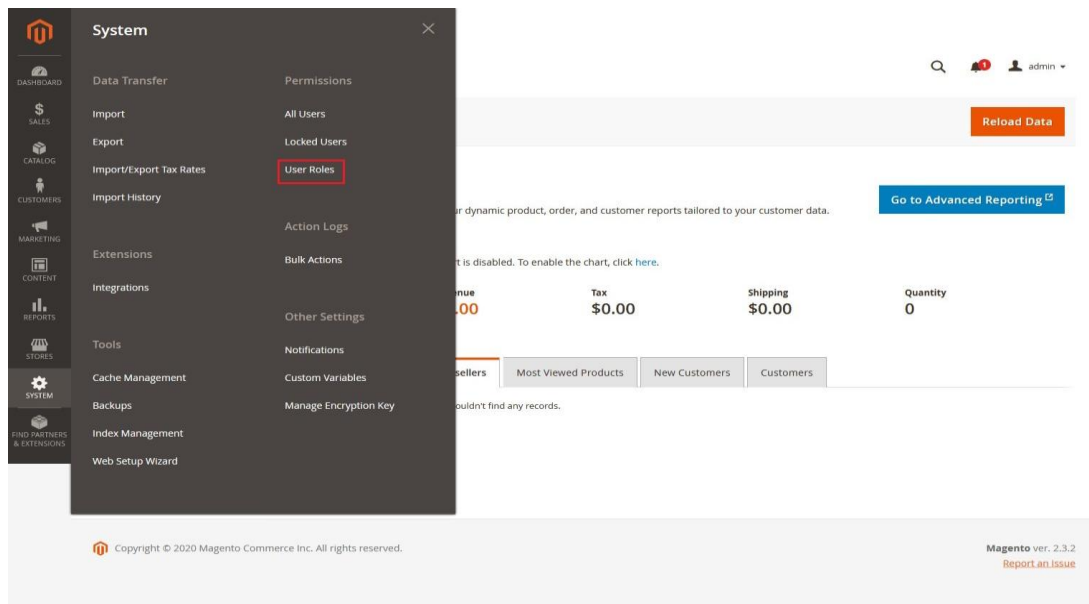 DASHBOARD
SALES
CATALOG
CUSTOMERS
MARKETING
CONTENT
REPORTS
STORES
SYSTEM
FIND PARTNERS
& EXTENSIONS
System
Data Transfer
Import
Export
Import/Export Tax Rates
Import History
Extensions
Integrations
Tools
Cache Management
Backups
Index Management
Web Setup Wizard
Permissions
All Users
Locked Users
User Roles
Action Logs
Bulk Actions
Other Settings
Notifications
Custom Variables
Manage Encryption Key
1
admin
Reload Data
Go to Advanced Reporting
ur dynamic product, order, and customer reports tailored to your customer data.
t is disabled. To enable the chart, click here.
nue Tax Shipping Quantity
.00 $0.00 $0.00 0
sellers Most Viewed Products New Customers Customers
ouldn't find any records.
Copyright © 2020 Magento Commerce Inc. All rights reserved.
Magento ver. 2.3.2
Report an Issue